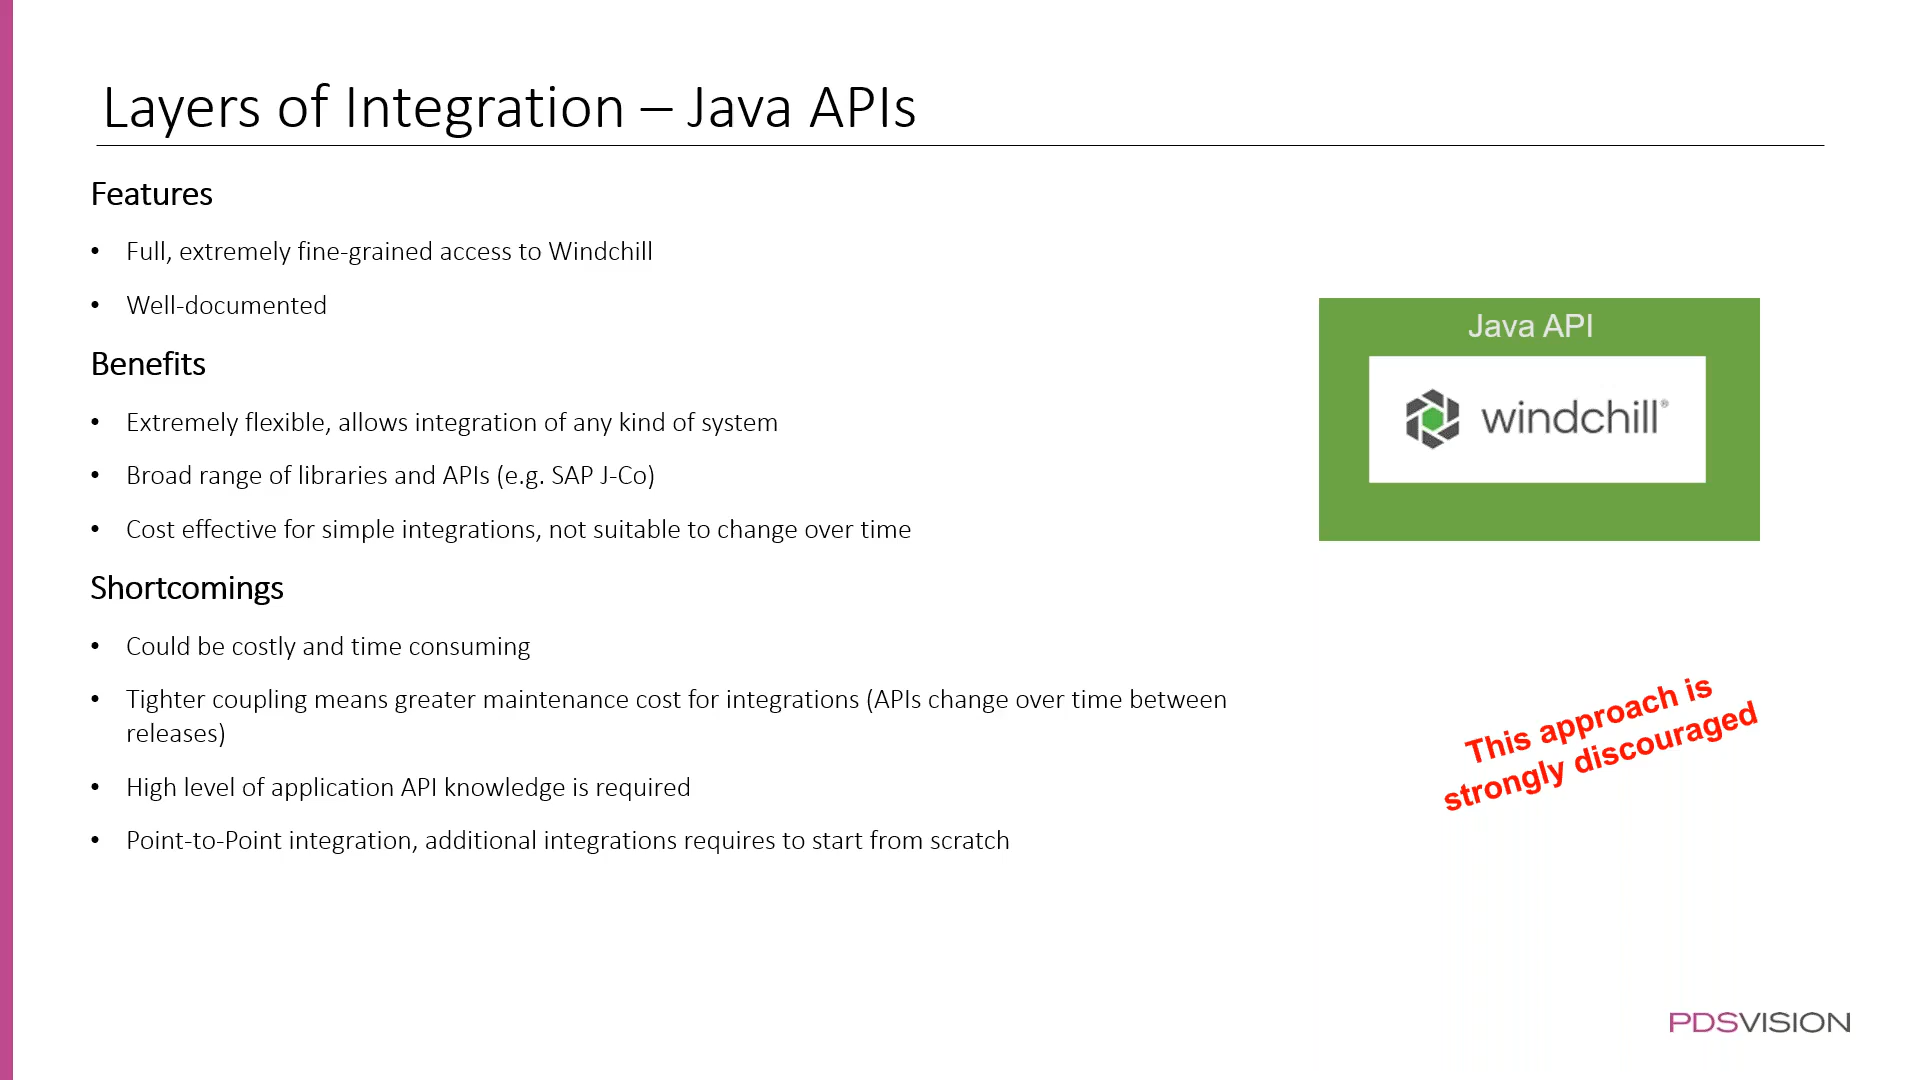 Layers of Integration – Java APIs
Features
• Full, extremely fine-grained access to Windchill
• Well-documented
Benefits
• Extremely flexible, allows integration of any kind of system
• Broad range of libraries and APIs (e.g. SAP J-Co)
• Cost effective for simple integrations, not suitable to change over time
Shortcomings
• Could be costly and time consuming
• Tighter coupling means greater maintenance cost for integrations (APIs change over time between
releases)
• High level of application API knowledge is required
• Point-to-Point integration, additional integrations requires to start from scratch
Java API
windchill®
This approach is
strongly discouraged
PDSVISION